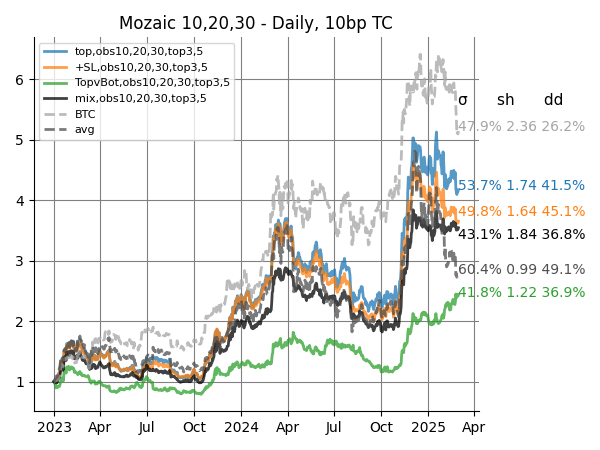 Mozaic 10,20,30 - Daily, 10bp TC
top,obs10,20,30,top3,5
+SL,obs10,20,30,top3,5
TopvBot,obs10,20,30,top3,5
mix,obs10,20,30,top3,5
BTC
avg
σ sh dd
47.9% 2.36 26.2%
53.7% 1.74 41.5%
49.8% 1.64 45.1%
43.1% 1.84 36.8%
60.4% 0.99 49.1%
41.8% 1.22 36.9%
6
5
4
3
2
1
2023 Apr Jul Oct 2024 Apr Jul Oct 2025 Apr